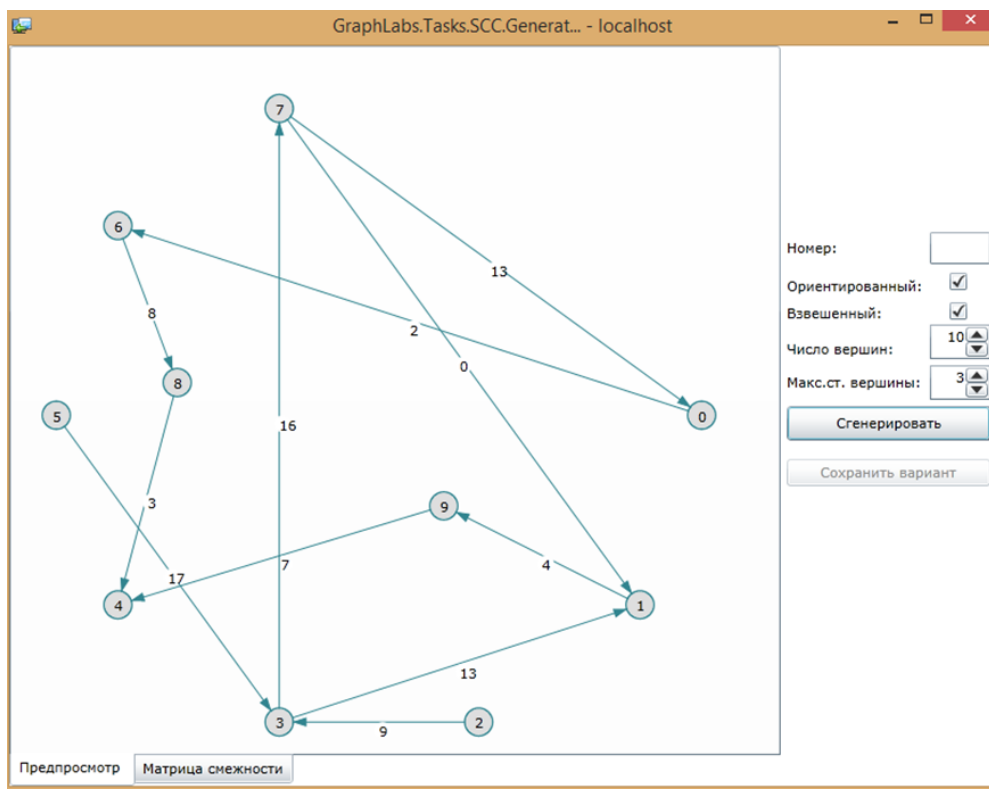 GraphLabs.Tasks.SCC.Generat... - localhost
7
6
13
8
2
0
8
5
0
16
9
3
17
7
4
4
1
13
3
9
2
Номер:
Ориентированный:
Взвешенный:
Число вершин: 10
Макс.ст. вершины: 3
Сгенерировать
Сохранить вариант
Предпросмотр Матрица смежности